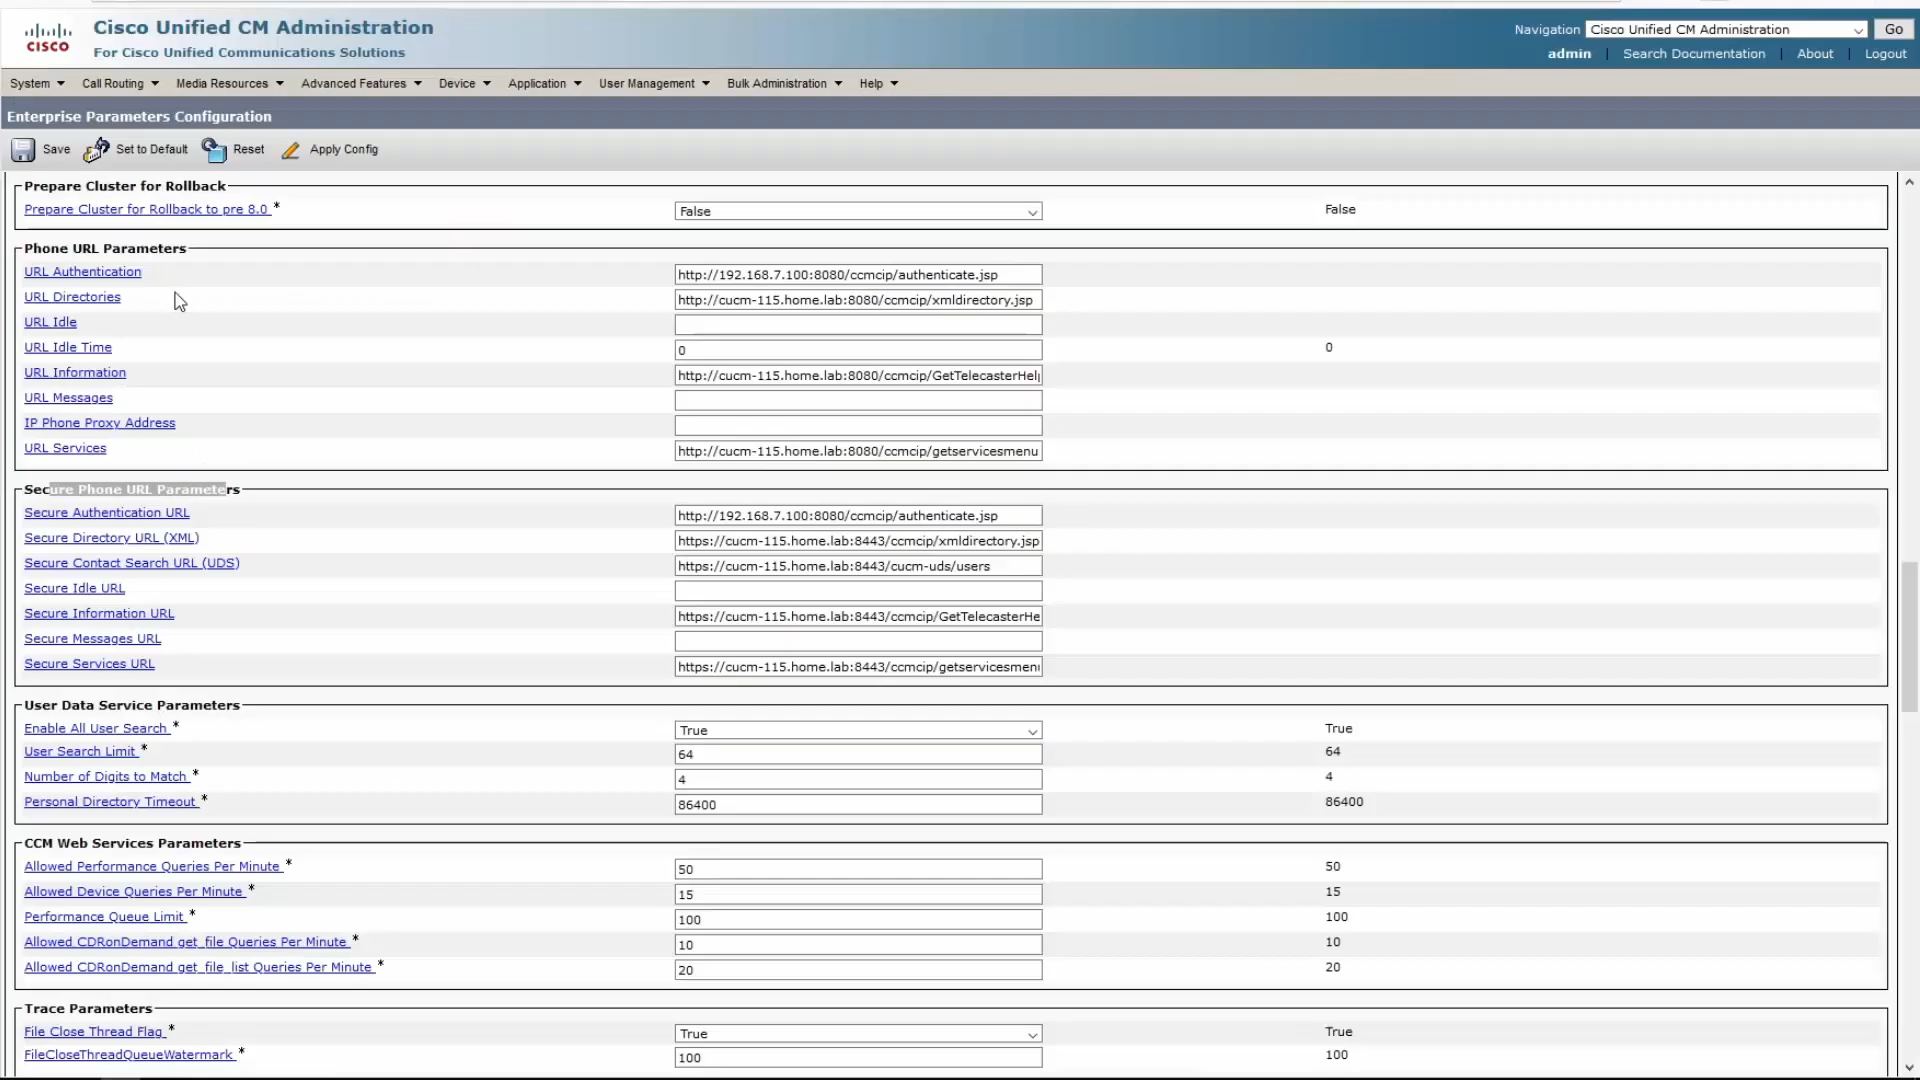 Cisco Unified CM Administration
For Cisco Unified Communications Solutions
CISCO
Navigation Cisco Unified CM Administration Go
admin | Search Documentation | About | Logout
System Call Routing Media Resources Advanced Features Device Application User Management Bulk Administration Help
Enterprise Parameters Configuration
Save Set to Default Reset Apply Config
Prepare Cluster for Rollback
Prepare Cluster for Rollback to pre 8.0 * False False
Phone URL Parameters
URL Authentication http://192.168.7.100:8080/ccmcip/authenticate.jsp
URL Directories http://cucm-115.home.lab:8080/ccmcip/xmldirectory.jsp
URL Idle
URL Idle Time 0 0
URL Information http://cucm-115.home.lab:8080/ccmcip/GetTelecasterHel
URL Messages
IP Phone Proxy Address
URL Services http://cucm-115.home.lab:8080/ccmcip/getservicesmenu
Secure Phone URL Parameters
Secure Authentication URL http://192.168.7.100:8080/ccmcip/authenticate.jsp
Secure Directory URL (XML) https://cucm-115.home.lab:8443/ccmcip/xmldirectory.jsp
Secure Contact Search URL (UDS) https://cucm-115.home.lab:8443/cucm-uds/users
Secure Idle URL
Secure Information URL https://cucm-115.home.lab:8443/ccmcip/GetTelecasterHe
Secure Messages URL
Secure Services URL https://cucm-115.home.lab:8443/ccmcip/getservicesmen
User Data Service Parameters
Enable All User Search * True True
User Search Limit * 64 64
Number of Digits to Match * 4 4
Personal Directory Timeout * 86400 86400
CCM Web Services Parameters
Allowed Performance Queries Per Minute * 50 50
Allowed Device Queries Per Minute * 15 15
Performance Queue Limit * 100 100
Allowed CDRonDemand get_file Queries Per Minute * 10 10
Allowed CDRonDemand get_file_list Queries Per Minute * 20 20
Trace Parameters
File Close Thread Flag * True True
FileCloseThreadQueueWatermark * 100 100